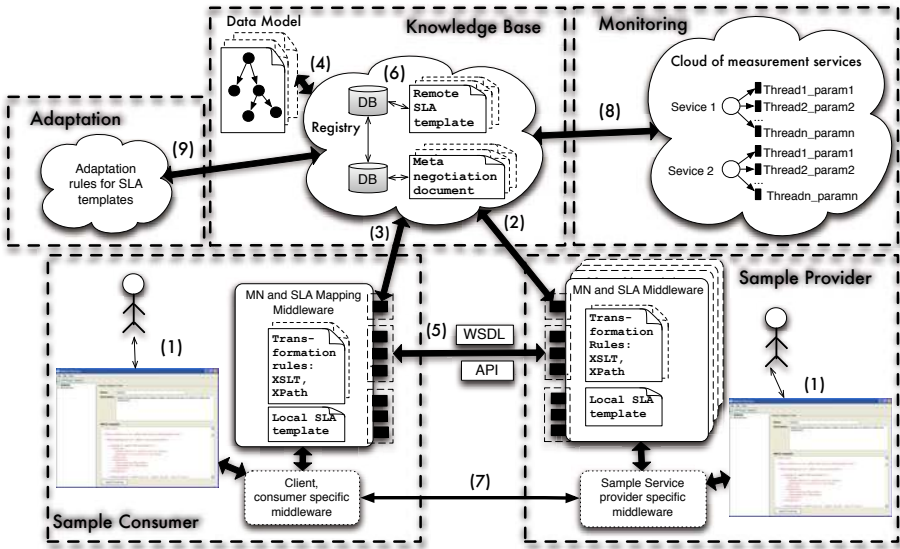 Data Model
Knowledge Base
Monitoring
(4)
(6)
DB
Remote
SLA
template
Registry
DB
Meta
negotiation
document
Cloud of measurement services
Sevice 1
Thread1_param1
Thread2_param2
...
Threadn_paramn
Sevice 2
Thread1_param1
Thread2_param2
...
Threadn_paramn
(8)
Adaptation
(9)
Adaptation
rules for SLA
templates
(3)
(2)
MN and SLA Mapping
Middleware
Trans-
formation
rules:
XSLT,
XPath
Local SLA
template
(1)
(5)
WSDL
API
Sample Provider
MN and SLA Middleware
Trans-
formation
Rules:
XSLT,
XPath
Local SLA
template
(1)
Client,
consumer specific
middleware
(7)
Sample Service
provider specific
middleware
Sample Consumer